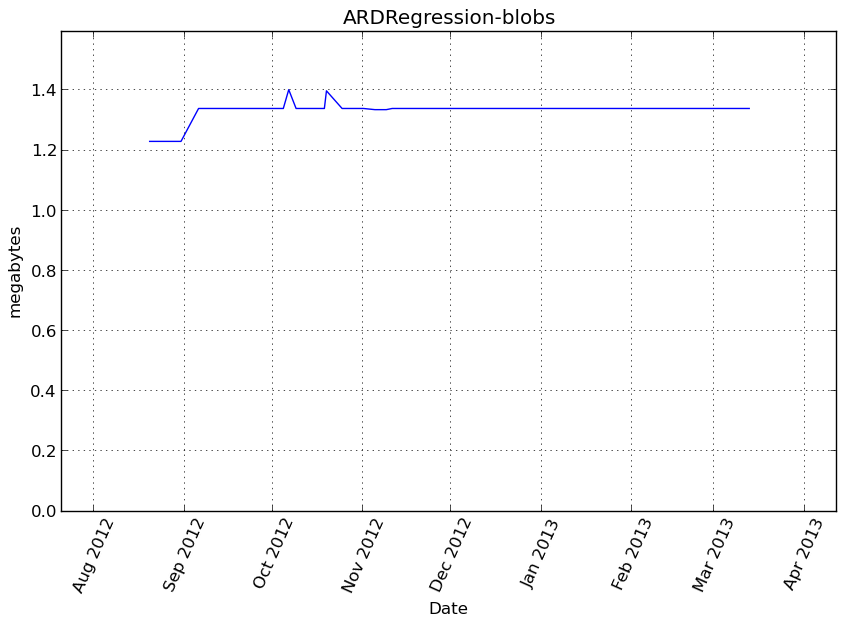 ARDRegression-blobs
megabytes
1.4
1.2
1.0
0.8
0.6
0.4
0.2
0.0
Aug 2012
Sep 2012
Oct 2012
Nov 2012
Dec 2012
Jan 2013
Feb 2013
Mar 2013
Apr 2013
Date